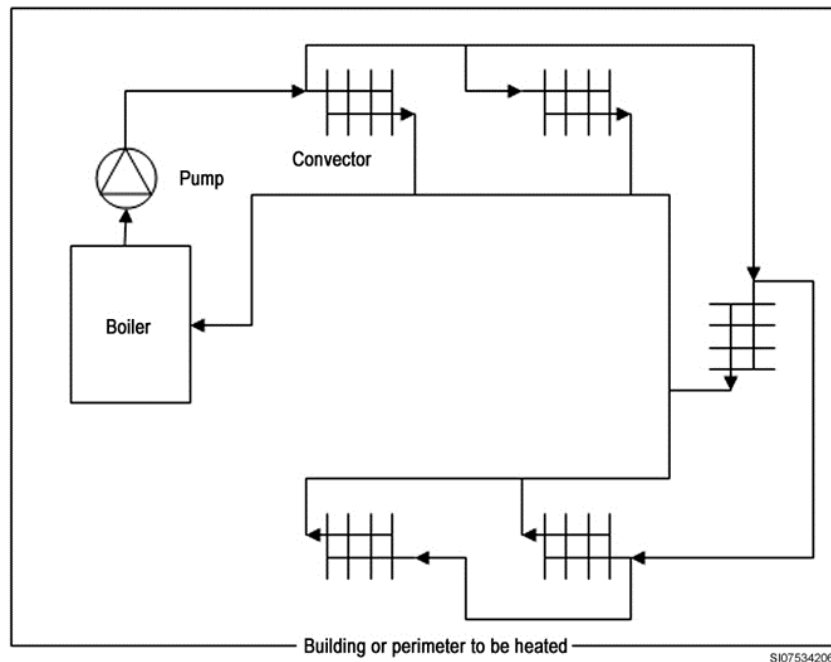 Pump
Convector
Boiler
Building or perimeter to be heated
SI07534206